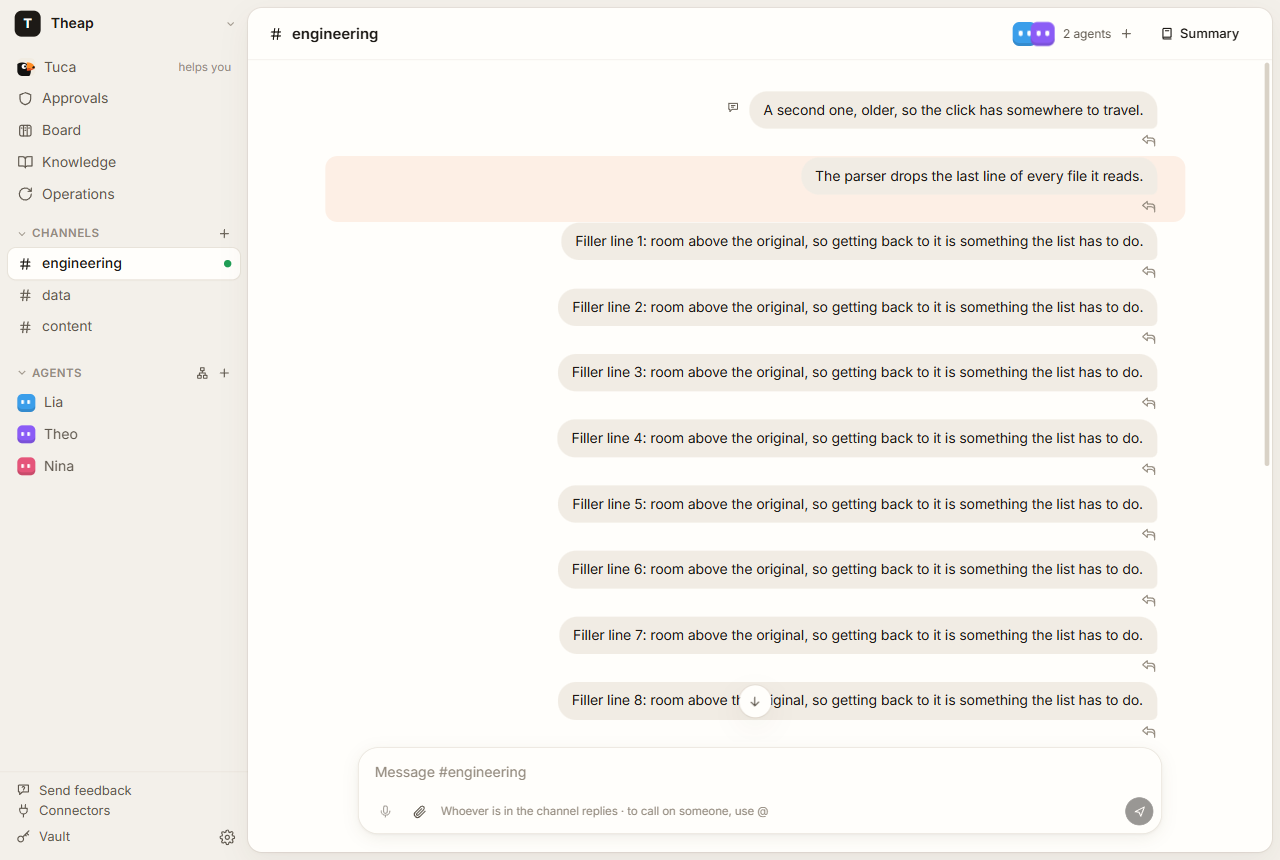 T Theap
Tuca helps you
Approvals
Board
Knowledge
Operations
CHANNELS
# engineering
# data
# content
AGENTS
Lia
Theo
Nina
Send feedback
Connectors
Vault
# engineering
2 agents
Summary
A second one, older, so the click has somewhere to travel.
The parser drops the last line of every file it reads.
Filler line 1: room above the original, so getting back to it is something the list has to do.
Filler line 2: room above the original, so getting back to it is something the list has to do.
Filler line 3: room above the original, so getting back to it is something the list has to do.
Filler line 4: room above the original, so getting back to it is something the list has to do.
Filler line 5: room above the original, so getting back to it is something the list has to do.
Filler line 6: room above the original, so getting back to it is something the list has to do.
Filler line 7: room above the original, so getting back to it is something the list has to do.
Filler line 8: room above the original, so getting back to it is something the list has to do.
Message #engineering
Whoever is in the channel replies · to call on someone, use @